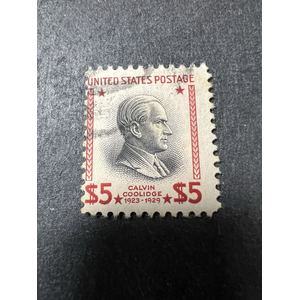 UNITED STATES POSTAGE
CALVIN
COOLIDGE
$5 1923-1929 $5